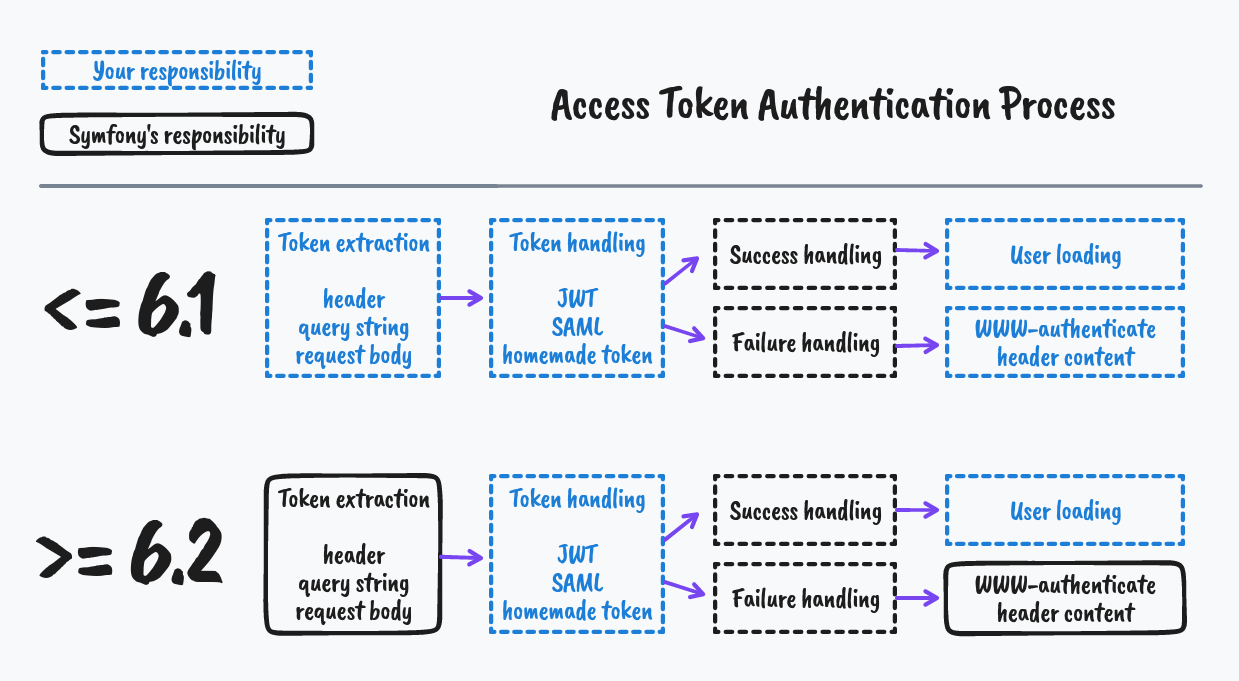 Your responsibility
Symfony's responsibility
Access Token Authentication Process
<= 6.1
Token extraction
header
query string
request body
Token handling
JWT
SAML
homemade token
Success handling
Failure handling
User loading
WWW-authenticate
header content
>= 6.2
Token extraction
header
query string
request body
Token handling
JWT
SAML
homemade token
Success handling
Failure handling
User loading
WWW-authenticate
header content